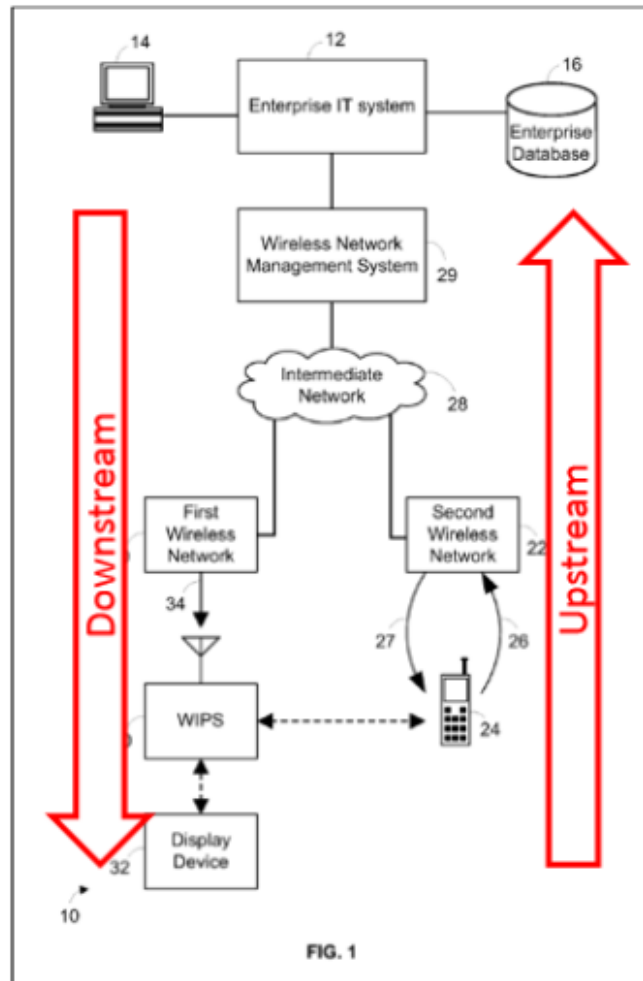 14
12
16
Enterprise IT system
Enterprise
Database
Wireless Network
Management System
29
Intermediate
Network
28
First
Wireless
Network
Second
Wireless
Network
22
34
27
26
WIPS
24
Display
Device
32
10
Downstream
Upstream
FIG. 1